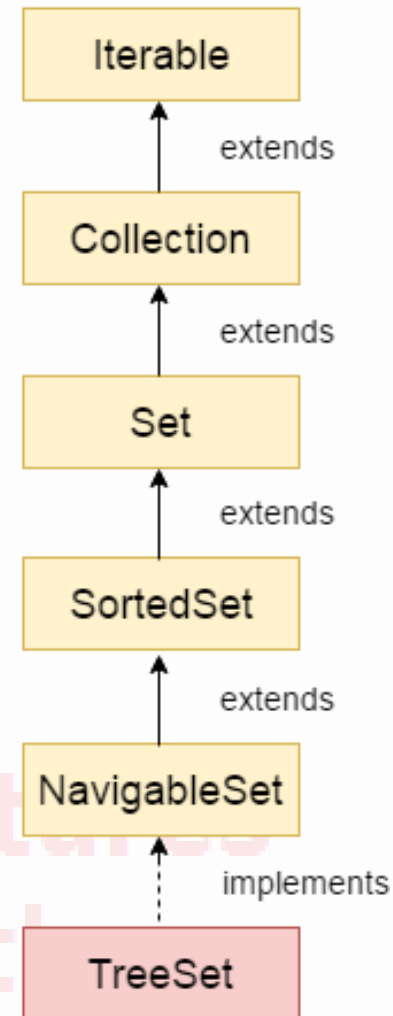 Iterable
extends
Collection
extends
Set
extends
SortedSet
extends
NavigableSet
implements
TreeSet